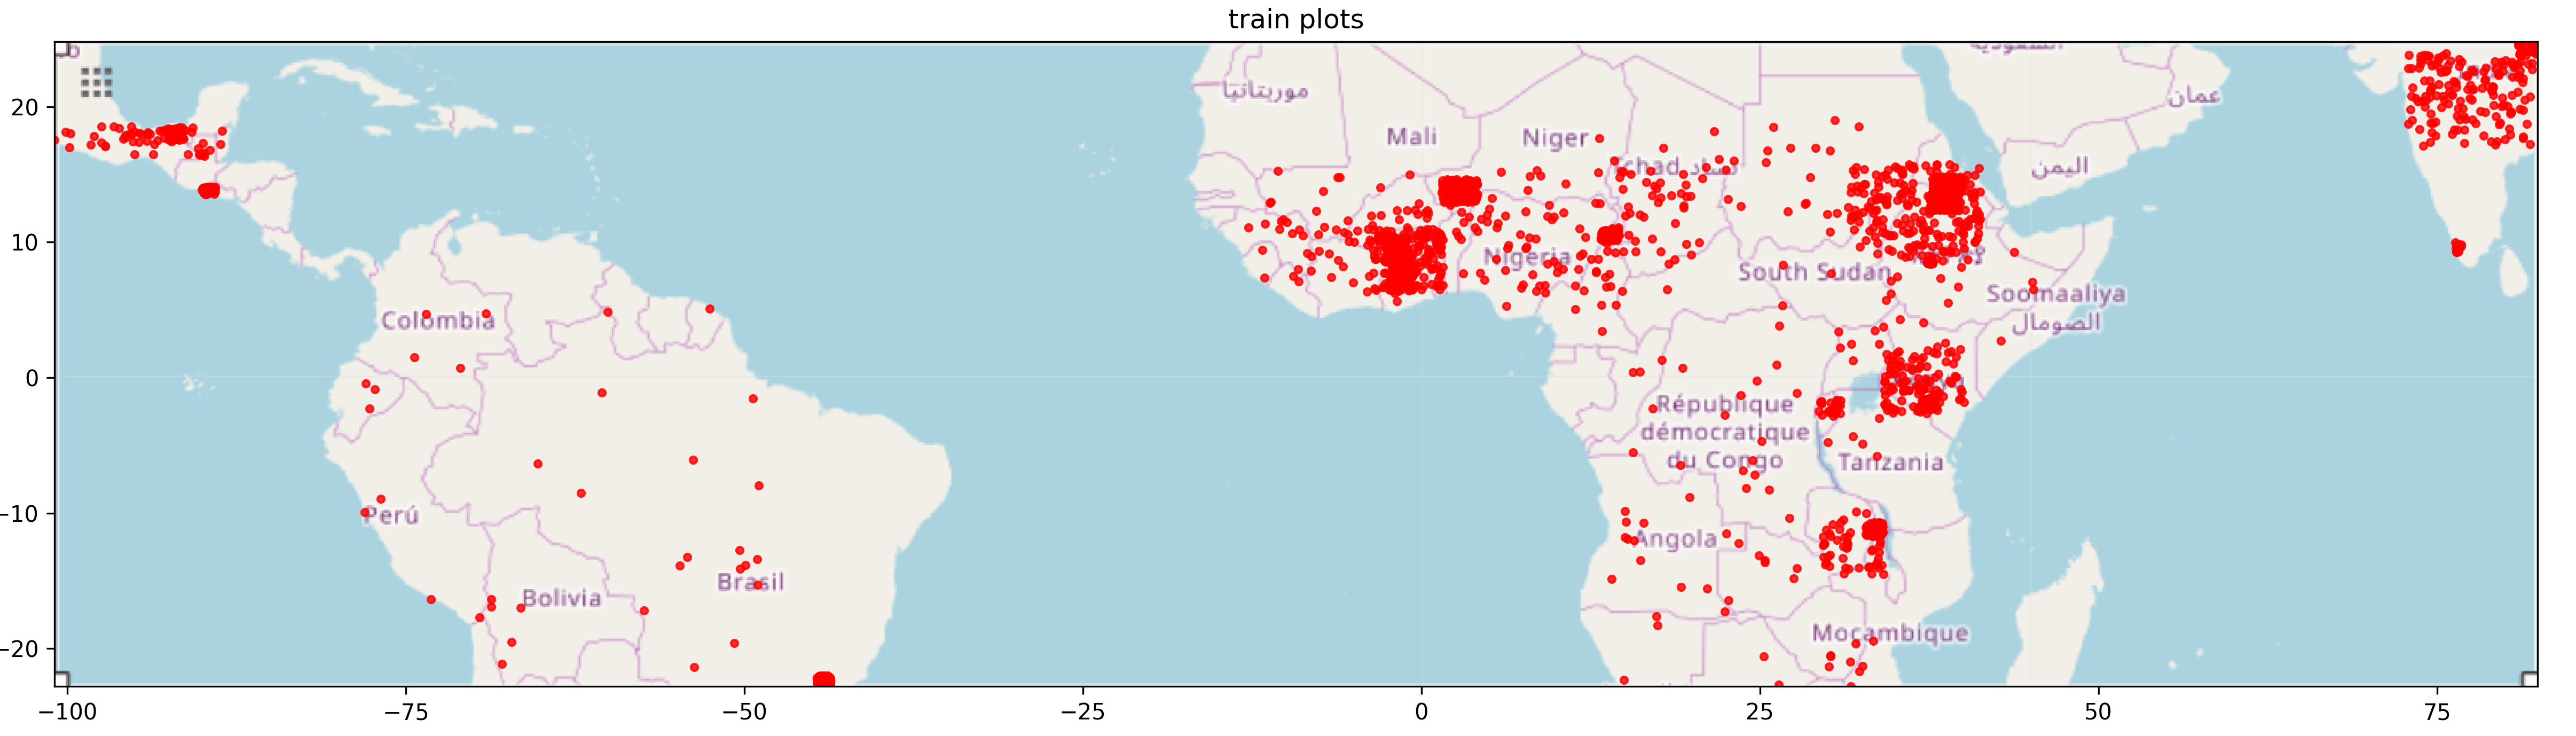 train plots
20
10
0
−10
−20
−100
−75
−50
−25
0
25
50
75
موريتانيا
Mali
Niger
Tchad تشاد
السعودية
عمان
اليمن
Nigeria
South Sudan
Soomaaliya
الصومال
Colombia
République
démocratique
du Congo
Tanzania
Perú
Angola
Brasil
Bolivia
Moçambique